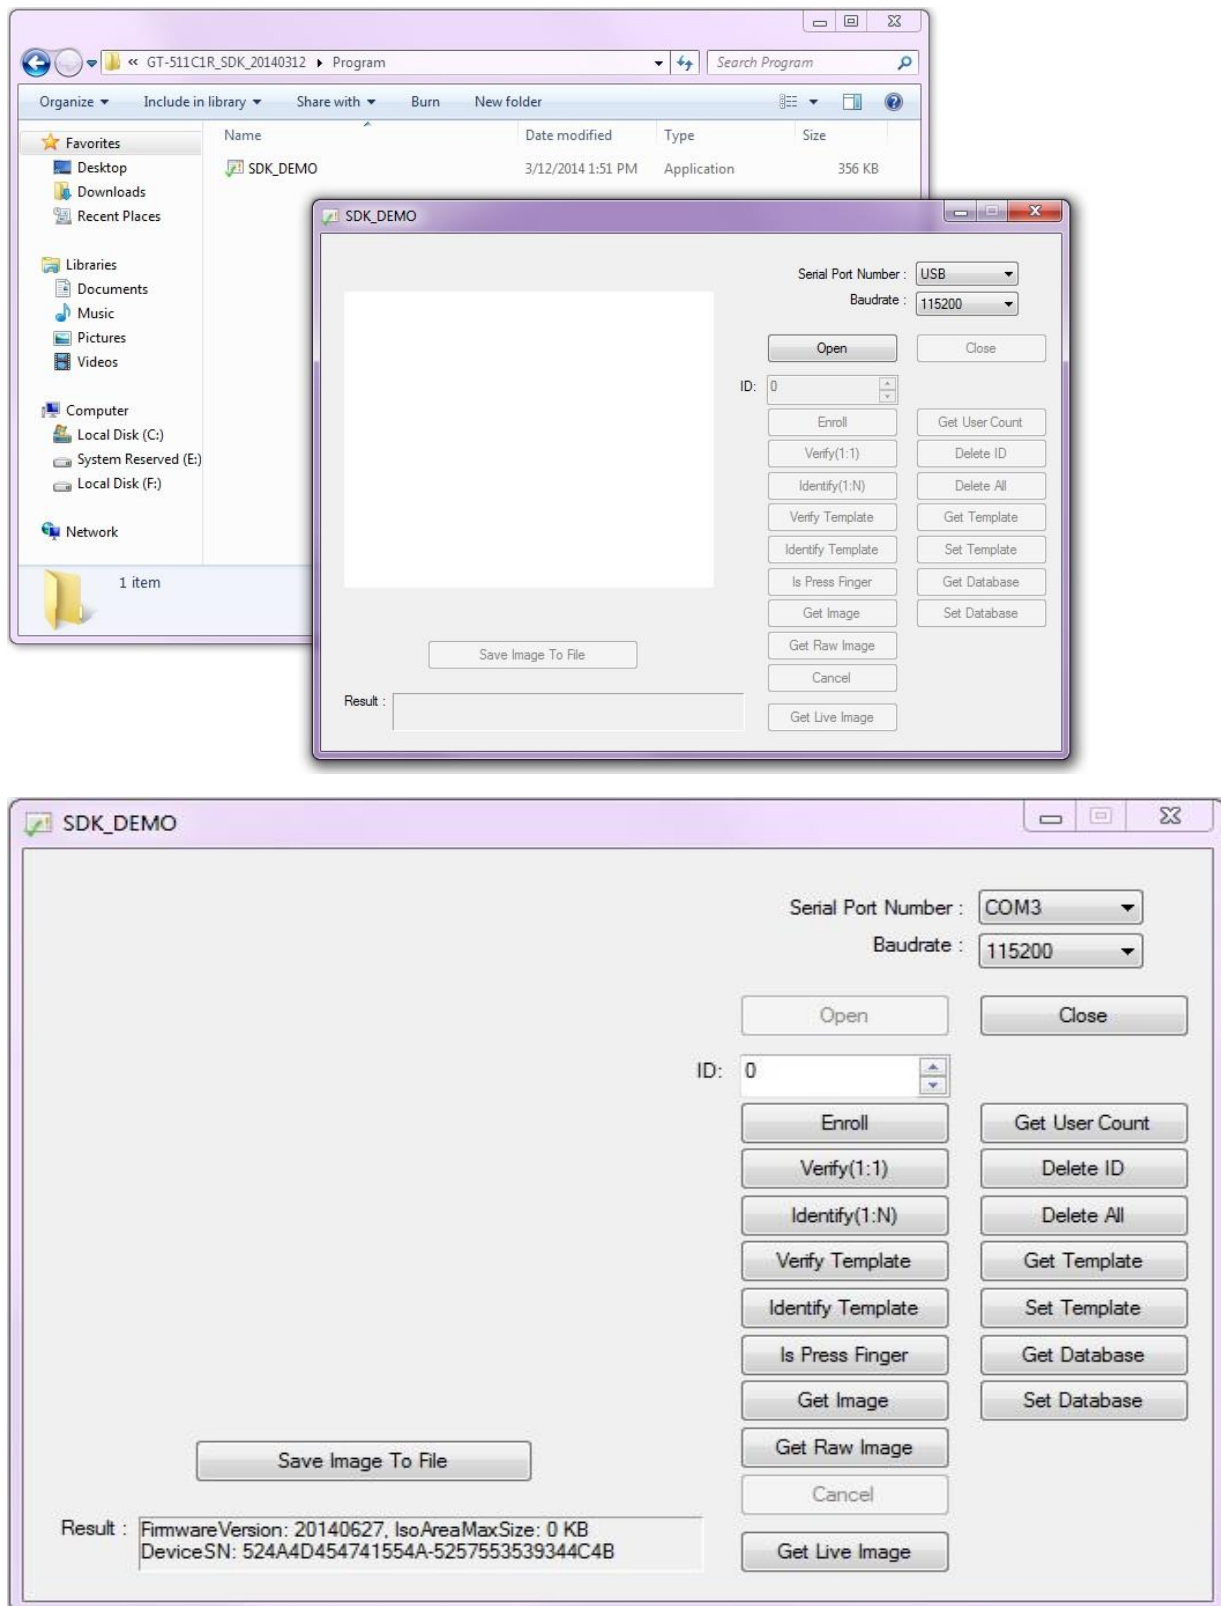 « GT-511C1R_SDK_20140312 Program
Search Program
Organize Include in library Share with Burn New folder
Name Date modified Type Size
SDK_DEMO 3/12/2014 1:51 PM Application 356 KB
Favorites
Desktop
Downloads
Recent Places
Libraries
Documents
Music
Pictures
Videos
Computer
Local Disk (C:)
System Reserved (E:)
Local Disk (F:)
Network
1 item
SDK_DEMO
Serial Port Number : USB
Baudrate : 115200
Open Close
ID: 0
Enroll Get User Count
Verify(1:1) Delete ID
Identify(1:N) Delete All
Verify Template Get Template
Identify Template Set Template
Is Press Finger Get Database
Get Image Set Database
Get Raw Image
Save Image To File
Cancel
Result :
Get Live Image
SDK_DEMO
Serial Port Number : COM3
Baudrate : 115200
Open Close
ID: 0
Enroll Get User Count
Verify(1:1) Delete ID
Identify(1:N) Delete All
Verify Template Get Template
Identify Template Set Template
Is Press Finger Get Database
Get Image Set Database
Get Raw Image
Save Image To File
Cancel
Result : FirmwareVersion: 20140627, IsoAreaMaxSize: 0 KB
DeviceSN: 524A4D454741554A-5257553539344C4B
Get Live Image